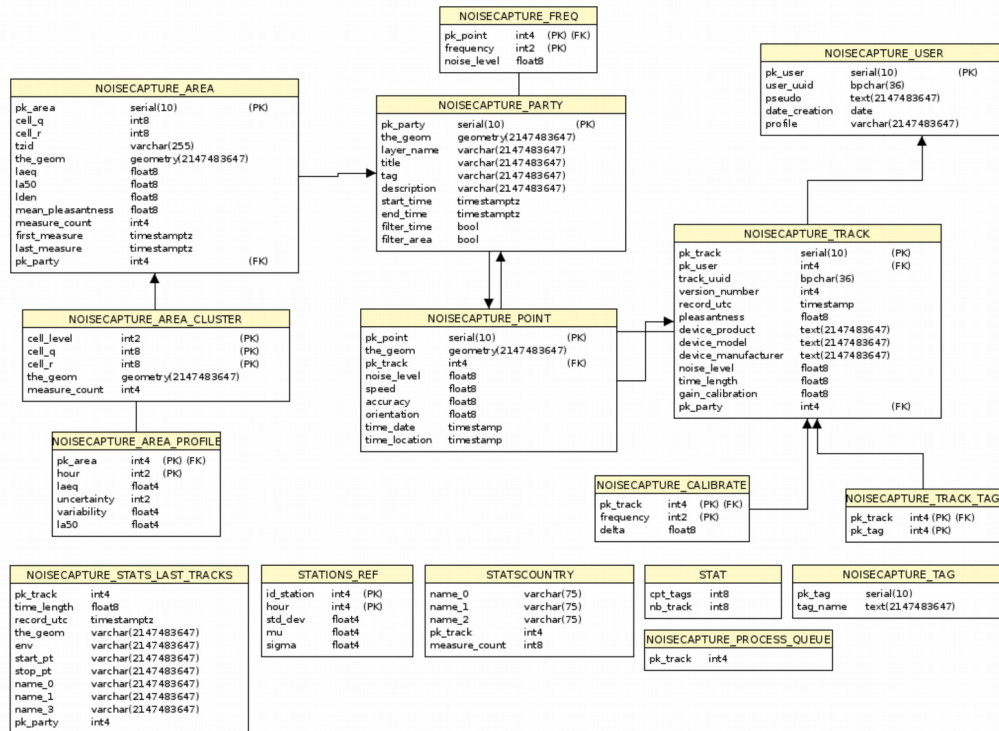 NOISECAPTURE_FREQ
pk_point int4 (PK) (FK)
frequency int2 (PK)
noise_level float8
NOISECAPTURE_USER
pk_user serial(10) (PK)
user_uuid bpchar(36)
pseudo text(2147483647)
date_creation date
profile varchar(2147483647)
NOISECAPTURE_AREA
pk_area serial(10) (PK)
cell_q int8
cell_r int8
tzid varchar(255)
the_geom geometry(2147483647)
laeq float8
la50 float8
lden float8
mean_pleasantness float8
measure_count int4
first_measure timestamptz
last_measure timestamptz
pk_party int4 (FK)
NOISECAPTURE_PARTY
pk_party serial(10) (PK)
the_geom geometry(2147483647)
layer_name varchar(2147483647)
title varchar(2147483647)
tag varchar(2147483647)
description varchar(2147483647)
start_time timestamptz
end_time timestamptz
filter_time bool
filter_area bool
NOISECAPTURE_TRACK
pk_track serial(10) (PK)
pk_user int4 (FK)
track_uuid bpchar(36)
version_number int4
record_utc timestamp
pleasantness float8
device_product text(2147483647)
device_model text(2147483647)
device_manufacturer text(2147483647)
noise_level float8
time_length float8
gain_calibration float8
pk_party int4 (FK)
NOISECAPTURE_AREA_CLUSTER
cell_level int2 (PK)
cell_q int8 (PK)
cell_r int8 (PK)
the_geom geometry(2147483647)
measure_count int4
NOISECAPTURE_POINT
pk_point serial(10) (PK)
the_geom geometry(2147483647)
pk_track int4 (FK)
noise_level float8
speed float8
accuracy float8
orientation float8
time_date timestamp
time_location timestamp
NOISECAPTURE_AREA_PROFILE
pk_area int4 (PK) (FK)
hour int2 (PK)
laeq float4
uncertainty int2
variability float4
la50 float4
NOISECAPTURE_CALIBRATE
pk_track int4 (PK) (FK)
frequency int2 (PK)
delta float8
NOISECAPTURE_TRACK_TAG
pk_track int4 (PK) (FK)
pk_tag int4 (PK)
NOISECAPTURE_STATS_LAST_TRACKS
pk_track int4
time_length float8
record_utc timestamptz
the_geom varchar(2147483647)
env varchar(2147483647)
start_pt varchar(2147483647)
stop_pt varchar(2147483647)
name_0 varchar(2147483647)
name_1 varchar(2147483647)
name_3 varchar(2147483647)
pk_party int4
STATIONS_REF
id_station int4 (PK)
hour int4 (PK)
std_dev float4
mu float4
sigma float4
STATSCOUNTRY
name_0 varchar(75)
name_1 varchar(75)
name_2 varchar(75)
pk_track int4
measure_count int8
STAT
cpt_tags int8
nb_track int8
NOISECAPTURE_TAG
pk_tag serial(10)
tag_name text(2147483647)
NOISECAPTURE_PROCESS_QUEUE
pk_track int4